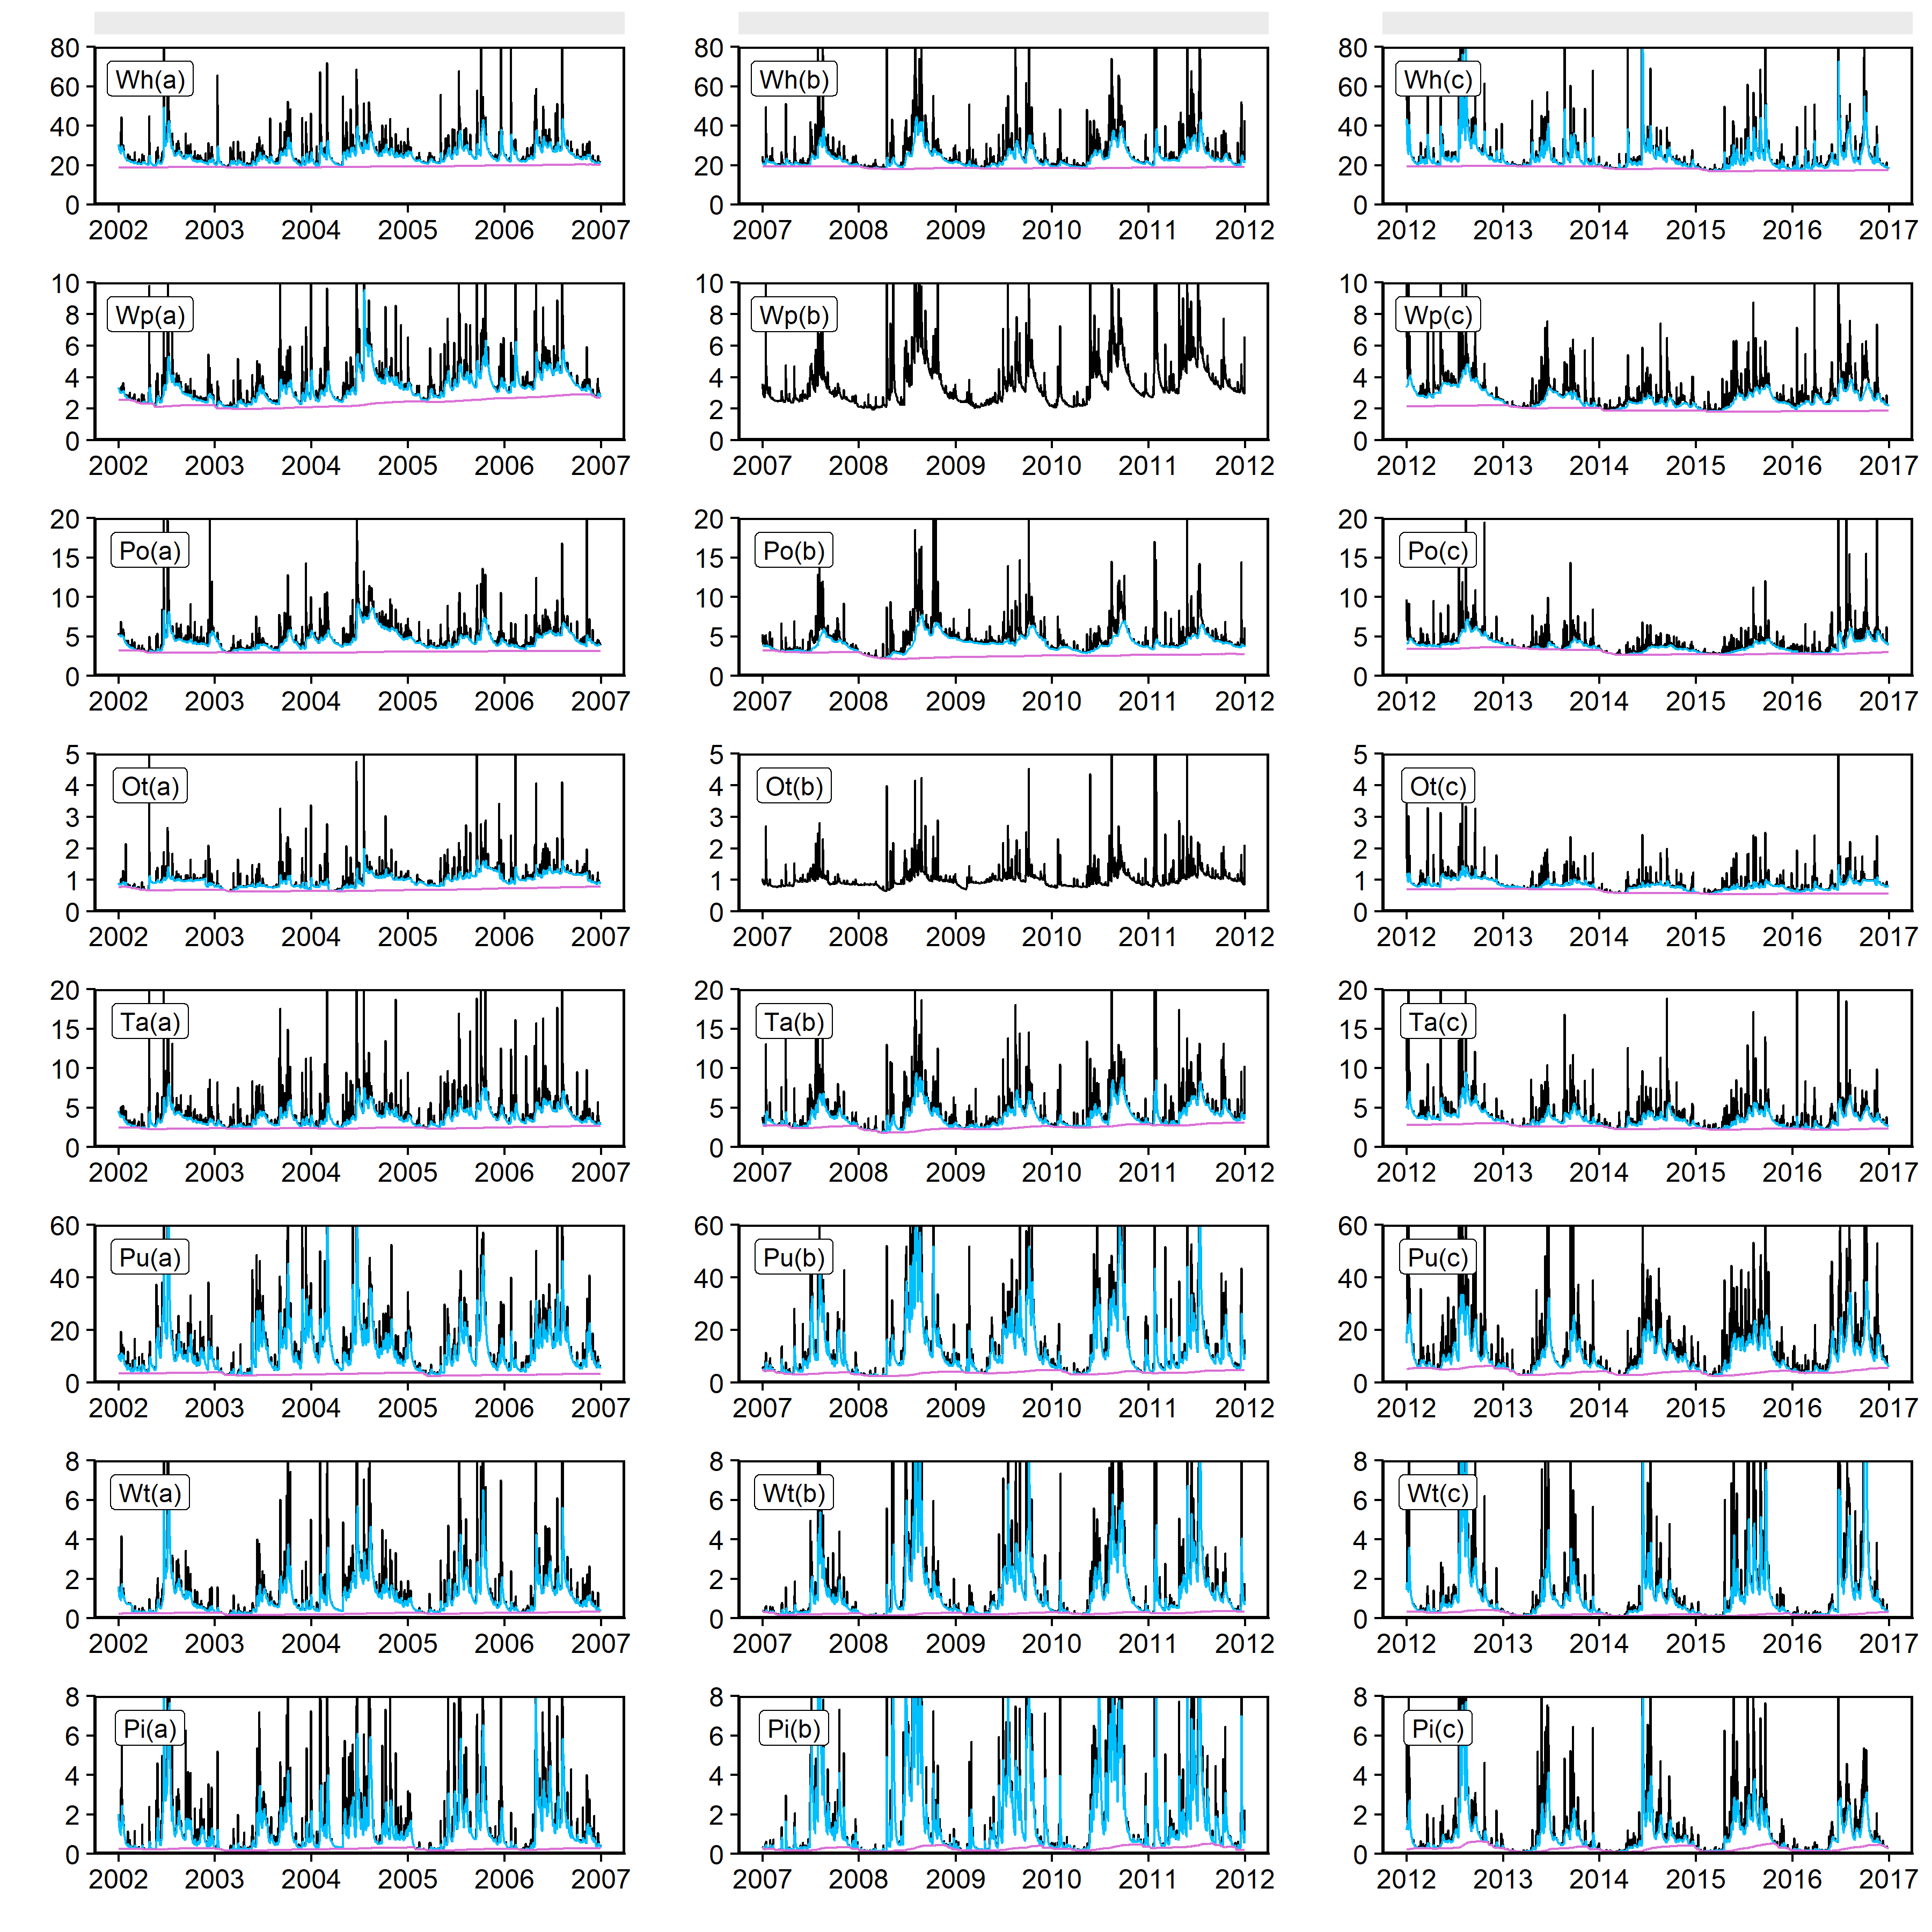 80 60 40 20 0 Wh(a) 2002 2003 2004 2005 2006 2007
80 60 40 20 0 Wh(b) 2007 2008 2009 2010 2011 2012
80 60 40 20 0 Wh(c) 2012 2013 2014 2015 2016 2017
10 8 6 4 2 0 Wp(a) 2002 2003 2004 2005 2006 2007
10 8 6 4 2 0 Wp(b) 2007 2008 2009 2010 2011 2012
10 8 6 4 2 0 Wp(c) 2012 2013 2014 2015 2016 2017
20 15 10 5 0 Po(a) 2002 2003 2004 2005 2006 2007
20 15 10 5 0 Po(b) 2007 2008 2009 2010 2011 2012
20 15 10 5 0 Po(c) 2012 2013 2014 2015 2016 2017
5 4 3 2 1 0 Ot(a) 2002 2003 2004 2005 2006 2007
5 4 3 2 1 0 Ot(b) 2007 2008 2009 2010 2011 2012
5 4 3 2 1 0 Ot(c) 2012 2013 2014 2015 2016 2017
20 15 10 5 0 Ta(a) 2002 2003 2004 2005 2006 2007
20 15 10 5 0 Ta(b) 2007 2008 2009 2010 2011 2012
20 15 10 5 0 Ta(c) 2012 2013 2014 2015 2016 2017
60 40 20 0 Pu(a) 2002 2003 2004 2005 2006 2007
60 40 20 0 Pu(b) 2007 2008 2009 2010 2011 2012
60 40 20 0 Pu(c) 2012 2013 2014 2015 2016 2017
8 6 4 2 0 Wt(a) 2002 2003 2004 2005 2006 2007
8 6 4 2 0 Wt(b) 2007 2008 2009 2010 2011 2012
8 6 4 2 0 Wt(c) 2012 2013 2014 2015 2016 2017
8 6 4 2 0 Pi(a) 2002 2003 2004 2005 2006 2007
8 6 4 2 0 Pi(b) 2007 2008 2009 2010 2011 2012
8 6 4 2 0 Pi(c) 2012 2013 2014 2015 2016 2017